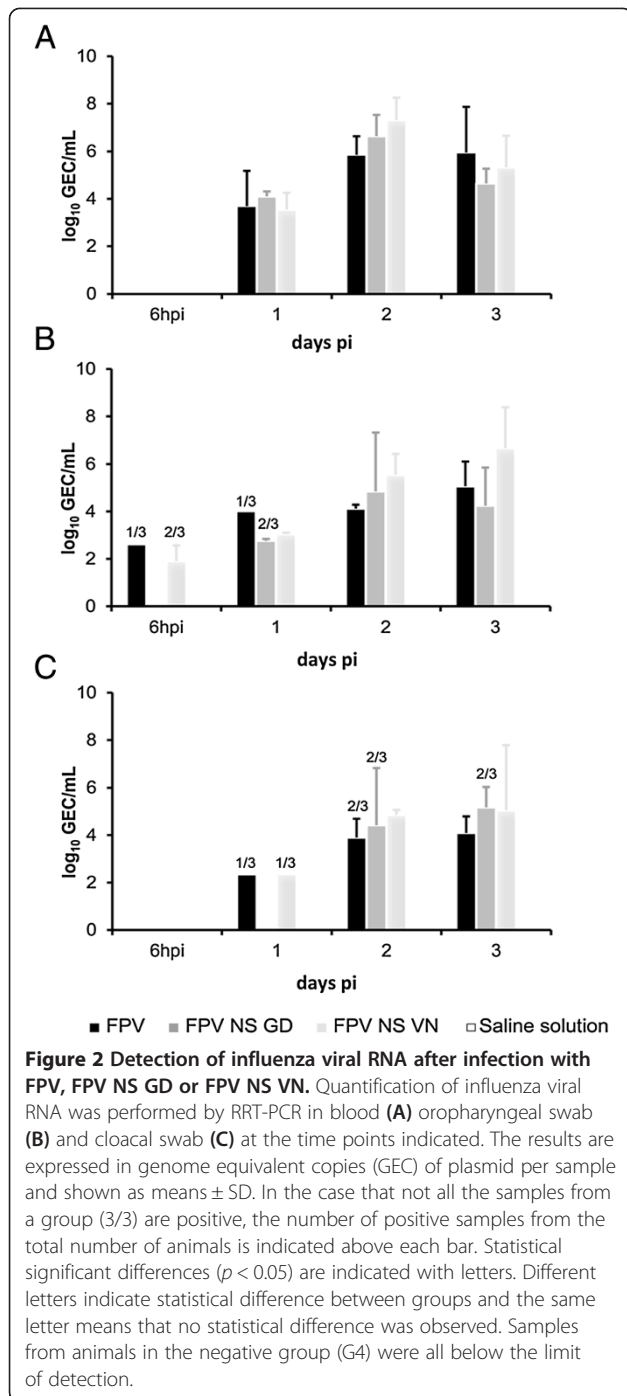 A
log₁₀ GEC/mL
10
8
6
4
2
0
6hpi 1 2 3
days pi
B
log₁₀ GEC/mL
10
8
6
4
2
0
1/3 2/3 1/3 2/3
6hpi 1 2 3
days pi
C
log₁₀ GEC/mL
10
8
6
4
2
0
1/3 1/3 2/3 2/3 2/3
6hpi 1 2 3
days pi
FPV FPV NS GD FPV NS VN Saline solution
Figure 2 Detection of influenza viral RNA after infection with
FPV, FPV NS GD or FPV NS VN. Quantification of influenza viral
RNA was performed by RRT-PCR in blood (A) oropharyngeal swab
(B) and cloacal swab (C) at the time points indicated. The results are
expressed in genome equivalent copies (GEC) of plasmid per sample
and shown as means ± SD. In the case that not all the samples from
a group (3/3) are positive, the number of positive samples from the
total number of animals is indicated above each bar. Statistical
significant differences (p < 0.05) are indicated with letters. Different
letters indicate statistical difference between groups and the same
letter means that no statistical difference was observed. Samples
from animals in the negative group (G4) were all below the limit
of detection.